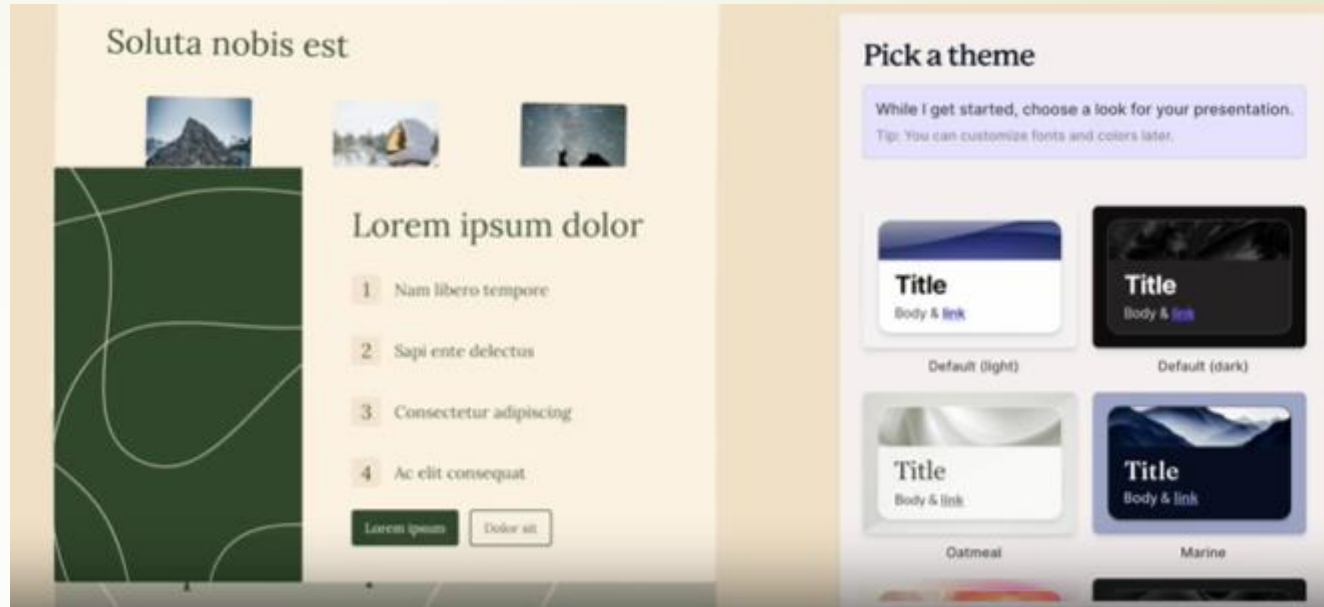 Soluta nobis est
Lorem ipsum dolor
1 Nam libero tempore
2 Sapi ente delectus
3 Consectetur adipiscing
4 Ac elit consequat
Lorem ipsum Dolor sit
Pick a theme
While I get started, choose a look for your presentation.
Tip: You can customize fonts and colors later.
Title
Body & link
Default (light)
Title
Body & link
Default (dark)
Title
Body & link
Oatmeal
Title
Body & link
Marine